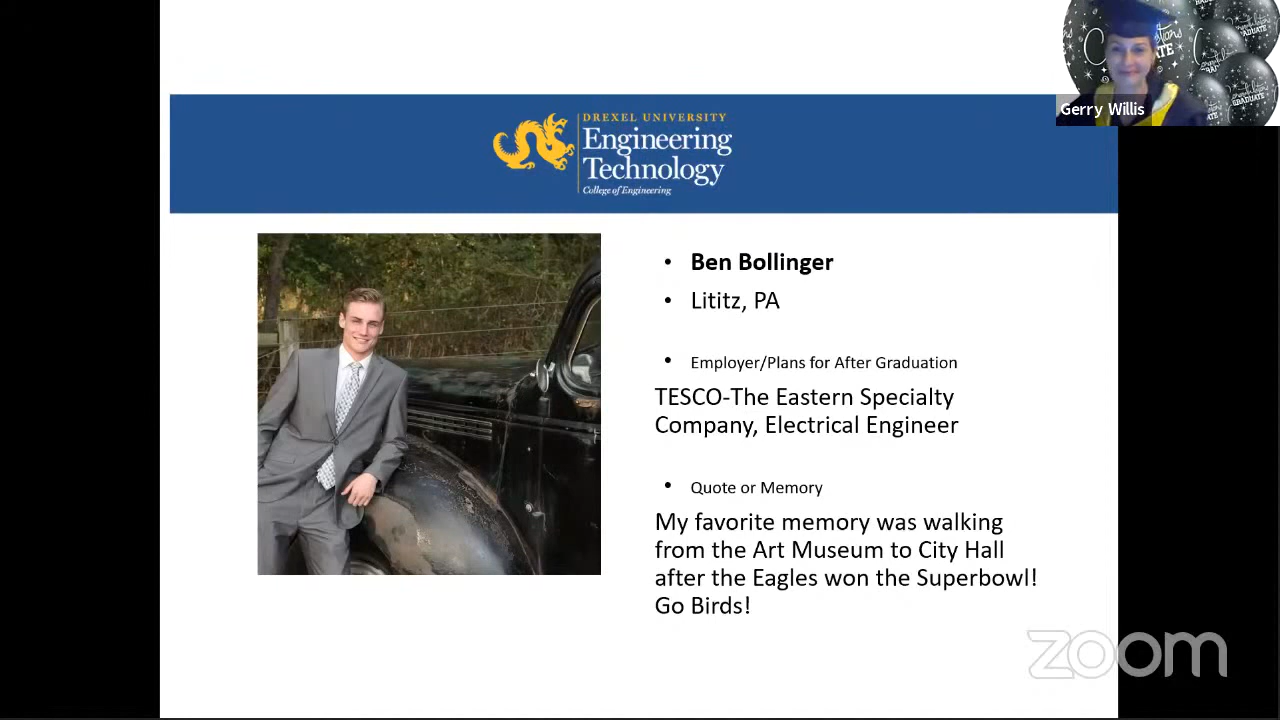 Gerry Willis
DREXEL UNIVERSITY
Engineering
Technology
College of Engineering
• Ben Bollinger
• Lititz, PA
• Employer/Plans for After Graduation
TESCO-The Eastern Specialty
Company, Electrical Engineer
• Quote or Memory
My favorite memory was walking
from the Art Museum to City Hall
after the Eagles won the Superbowl!
Go Birds!
zoom